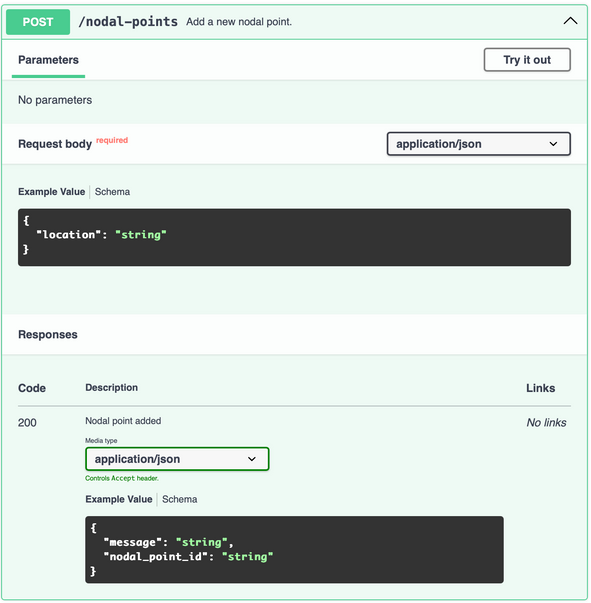 POST /nodal-points Add a new nodal point.
Parameters
Try it out
No parameters
Request body required
application/json
Example Value Schema
{
"location": "string"
}
Responses
Code Description Links
200 Nodal point added No links
Media type
application/json
Controls Accept header.
Example Value Schema
{
"message": "string",
"nodal_point_id": "string"
}